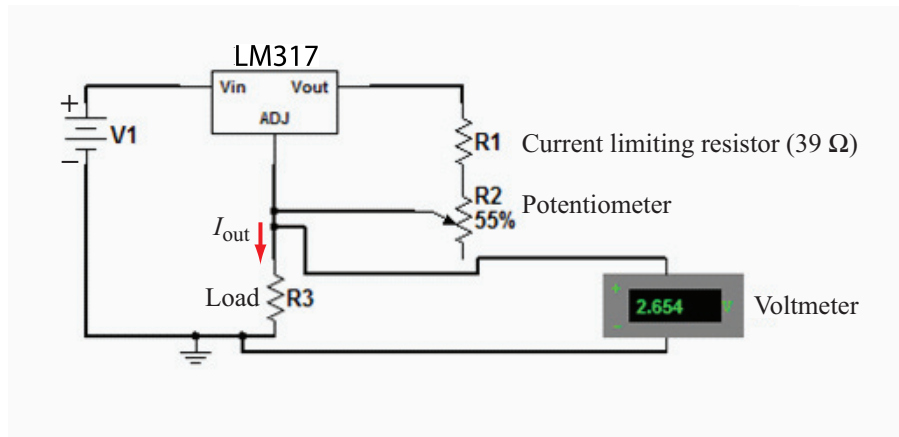 LM317
Vin Vout
ADJ
+
V1
−
R1 Current limiting resistor (39 Ω)
R2
55%
Potentiometer
Iout
Load R3
+
2.654
V
−
Voltmeter